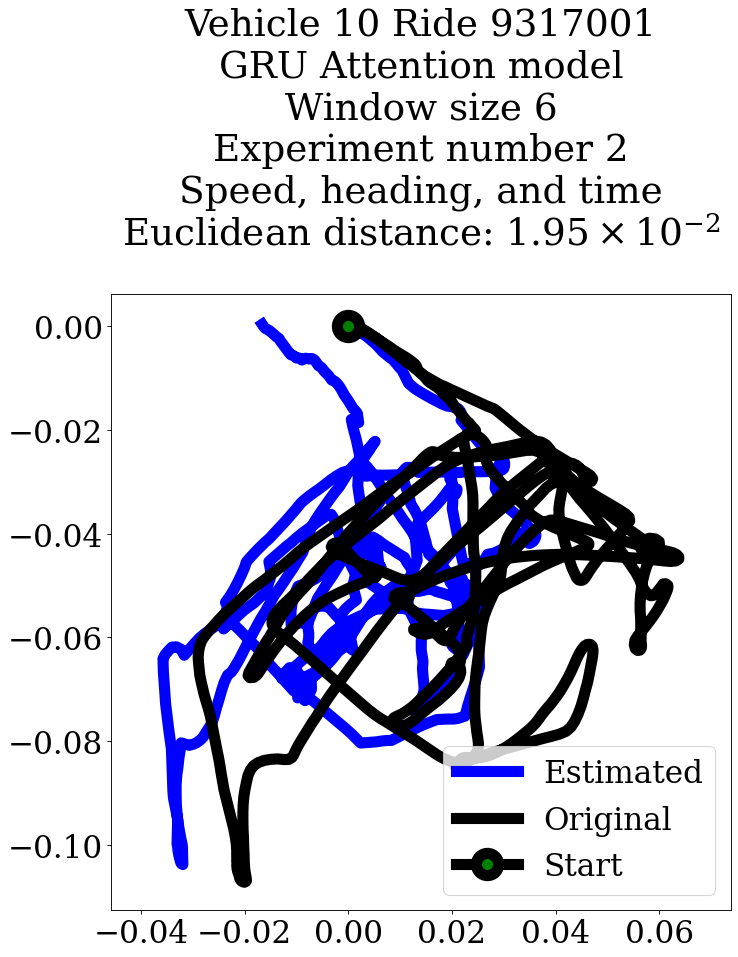 Vehicle 10 Ride 9317001
GRU Attention model
Window size 6
Experiment number 2
Speed, heading, and time
Euclidean distance: 1.95 × 10⁻²
0.00
−0.02
−0.04
−0.06
−0.08
−0.10
Estimated
Original
Start
−0.04 −0.02 0.00 0.02 0.04 0.06